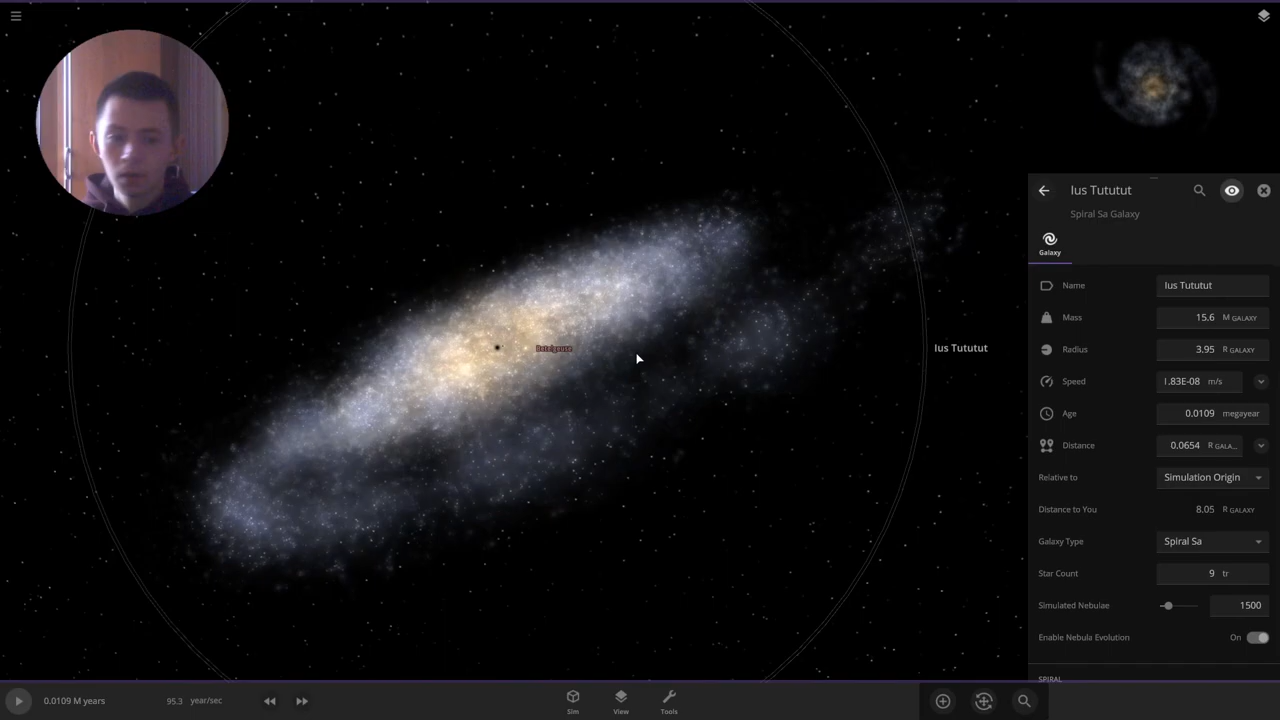 Ius Tututut
Spiral Sa Galaxy
Galaxy
Name Ius Tututut
Mass 15.6 M GALAXY
Radius 3.95 R GALAXY
Speed 1.83E-08 m/s
Age 0.0109 megayear
Distance 0.0654 R GALA...
Relative to Simulation Origin
Distance to You 8.05 R GALAXY
Galaxy Type Spiral Sa
Star Count 9 tr
Simulated Nebulae 1500
Enable Nebula Evolution On
SPIRAL
Betelgeuse
Ius Tututut
0.0109 M years 95.3 year/sec
Sim View Tools